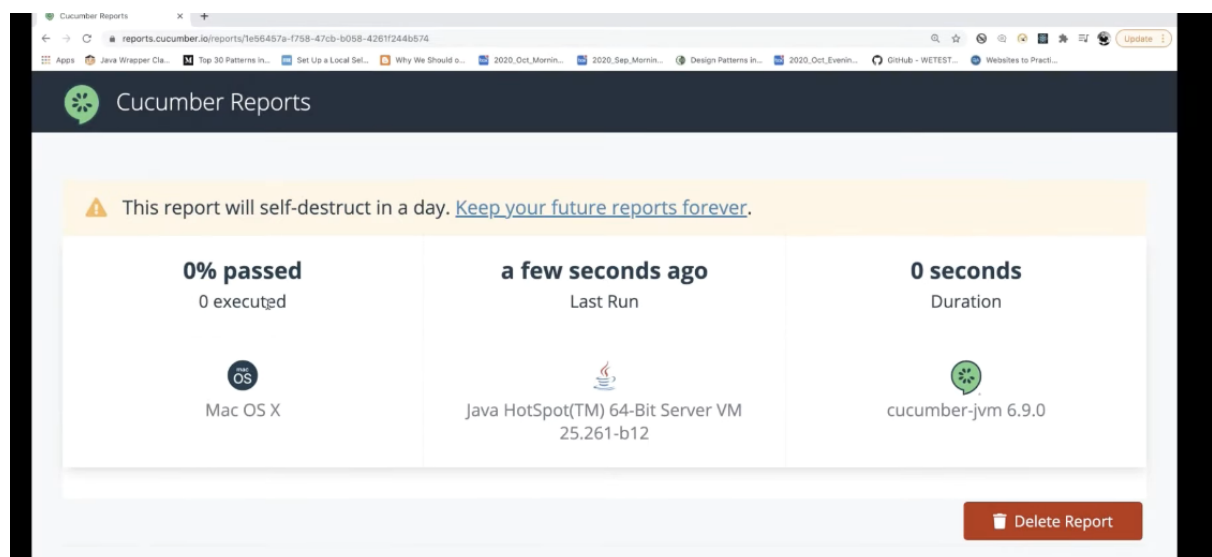 Cucumber Reports
reports.cucumber.io/reports/1e56457a-f758-47cb-b058-4261f244b574
Update
Apps Java Wrapper Cla... Top 30 Patterns in... Set Up a Local Sel... Why We Should o... 2020_Oct_Mornin... 2020_Sep_Mornin... Design Patterns in... 2020_Oct_Evenin... GitHub - WETEST... Websites to Practi...
Cucumber Reports
This report will self-destruct in a day. Keep your future reports forever.
0% passed
0 executed
a few seconds ago
Last Run
0 seconds
Duration
mac
OS
Mac OS X
Java HotSpot(TM) 64-Bit Server VM
25.261-b12
cucumber-jvm 6.9.0
Delete Report